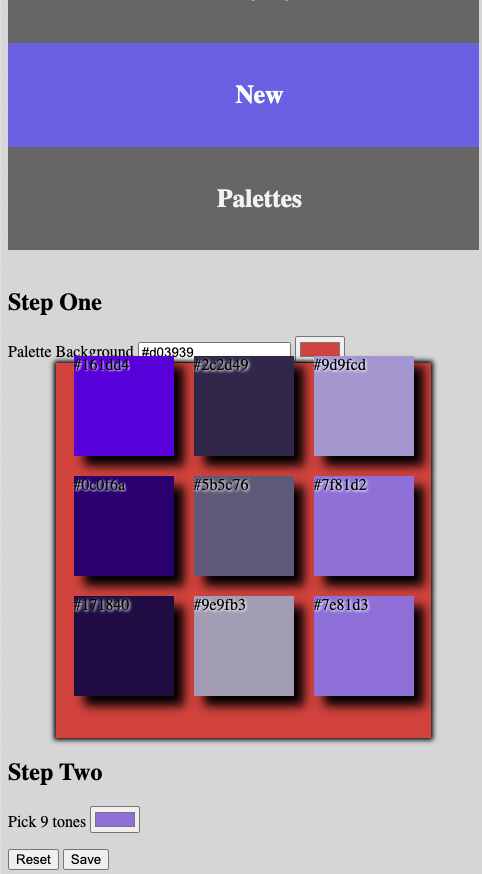 New
Palettes
Step One
Palette Background #d03939
#161dd4 #2c2d49 #9d9fcd
#0c0f6a #5b5c76 #7f81d2
#171840 #9e9fb3 #7e81d3
Step Two
Pick 9 tones
Reset Save